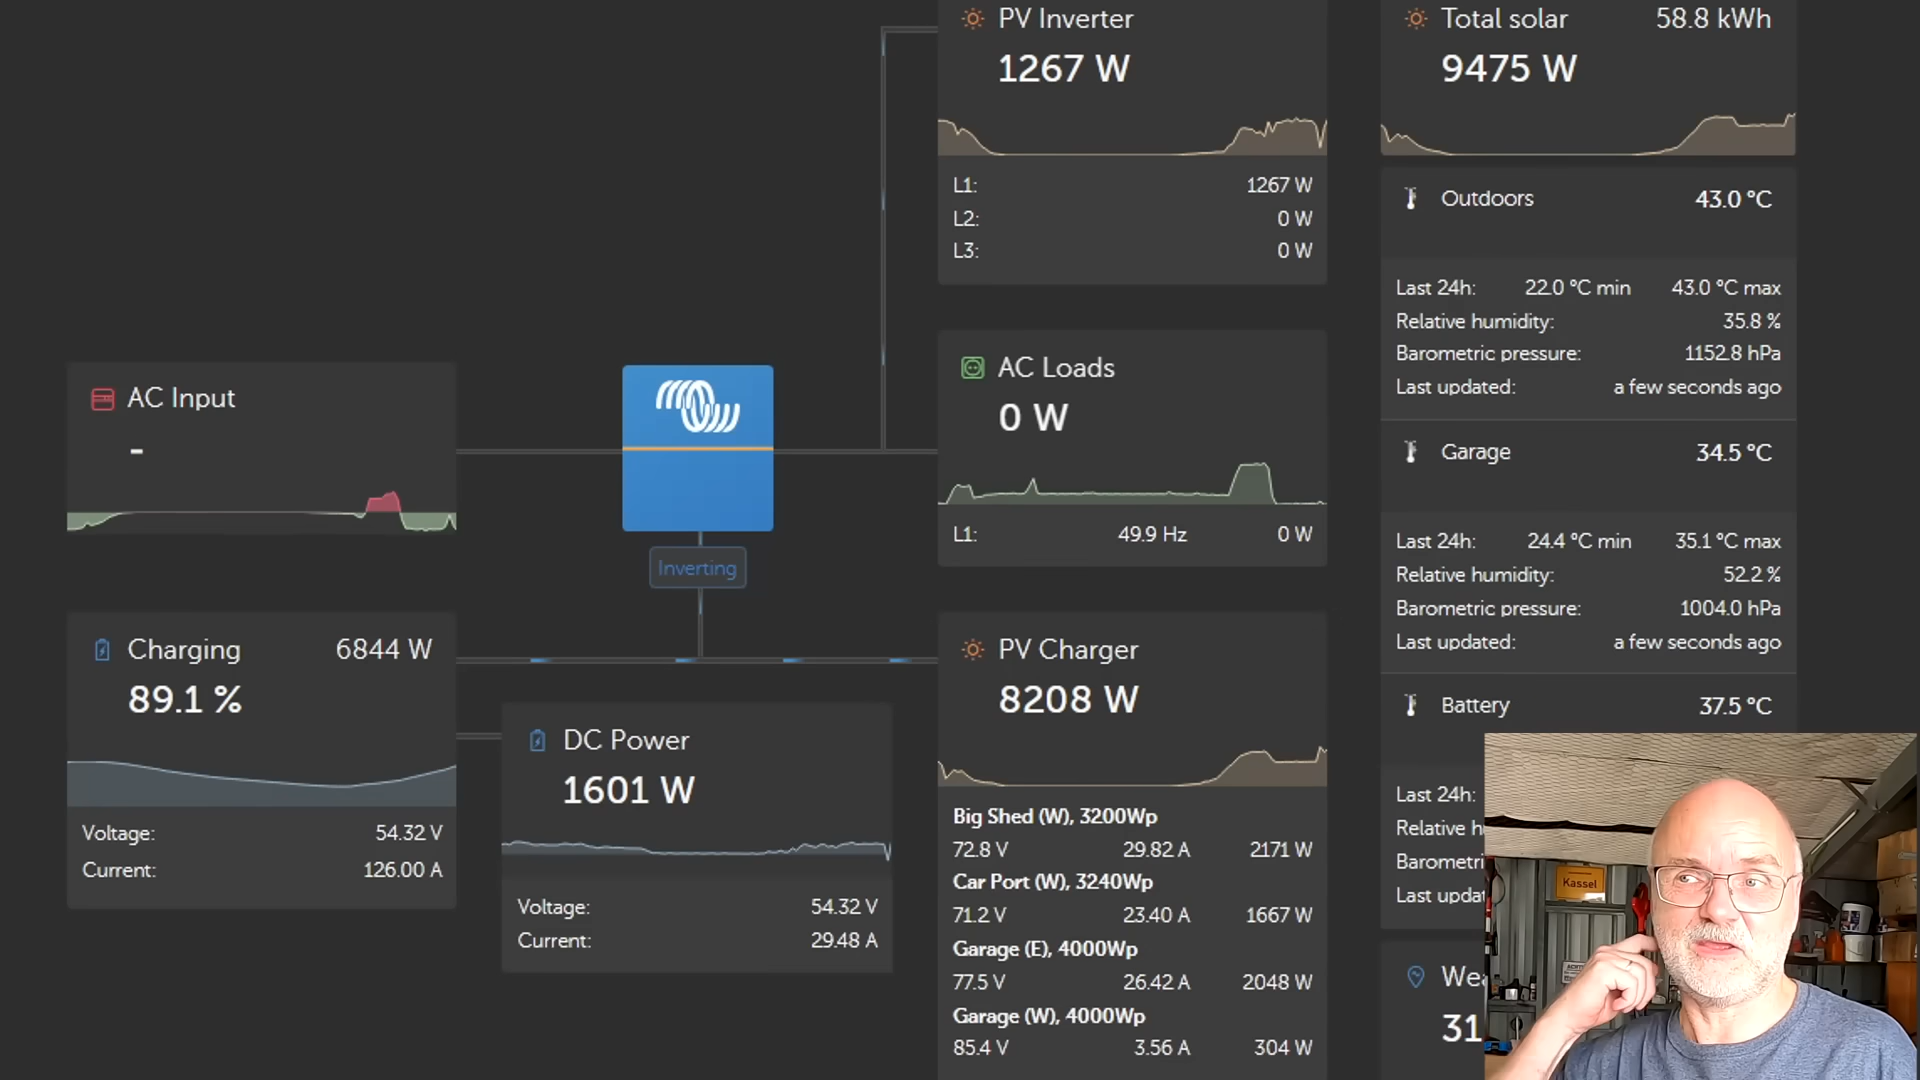 PV Inverter
1267 W
L1: 1267 W
L2: 0 W
L3: 0 W
Total solar 58.8 kWh
9475 W
Outdoors 43.0 °C
Last 24h: 22.0 °C min 43.0 °C max
Relative humidity: 35.8 %
Barometric pressure: 1152.8 hPa
Last updated: a few seconds ago
AC Input
-
AC Loads
0 W
L1: 49.9 Hz 0 W
Garage 34.5 °C
Last 24h: 24.4 °C min 35.1 °C max
Relative humidity: 52.2 %
Barometric pressure: 1004.0 hPa
Last updated: a few seconds ago
Inverting
Charging 6844 W
89.1 %
Voltage: 54.32 V
Current: 126.00 A
DC Power
1601 W
Voltage: 54.32 V
Current: 29.48 A
PV Charger
8208 W
Big Shed (W), 3200Wp
72.8 V 29.82 A 2171 W
Car Port (W), 3240Wp
71.2 V 23.40 A 1667 W
Garage (E), 4000Wp
77.5 V 26.42 A 2048 W
Garage (W), 4000Wp
85.4 V 3.56 A 304 W
Battery 37.5 °C
Last 24h:
Relative h
Barometri
Last updat
We
31
Kassel